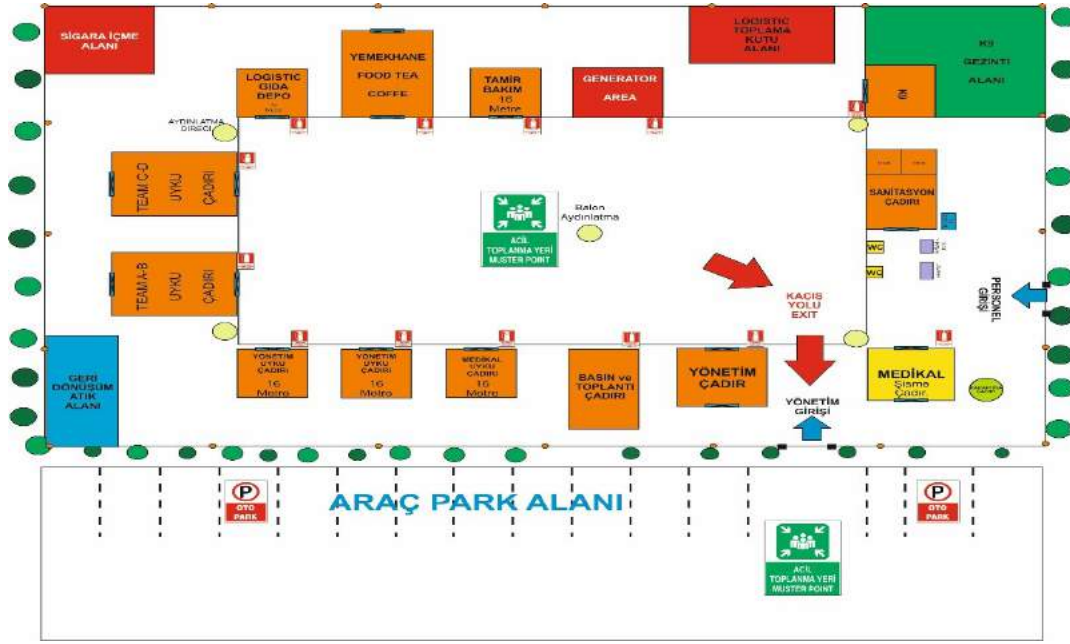 SİGARA İÇME
ALANI
LOGISTIC
GIDA
DEPO
YEMEKHANE
FOOD TEA
COFFE
TAMİR
BAKIM
16
Metre
GENERATOR
AREA
LOGISTIC
TOPLAMA
KUTU
ALANI
K9
GEZİNTİ
ALANI
K9
AYDINLATMA
DİREĞİ
TEAM C-D
UYKU
ÇADIRI
TEAM A-B
UYKU
ÇADIRI
ACİL
TOPLANMA YERİ
MUSTER POINT
Balon
Aydınlatma
SANİTASYON
ÇADIRI
WC
WC
KACIS
YOLU
EXIT
PERSONEL
GİRİŞİ
GERİ
DÖNÜŞÜM
ATIK
ALANI
YÖNETİM
UYKU
ÇADIRI
16
Metro
YÖNETİM
UYKU
ÇADIRI
16
Metro
MEDİKAL
UYKU
ÇADIRI
16
Metro
BASIN ve
TOPLANTI
ÇADIRI
YÖNETİM
ÇADIR
YÖNETİM
GİRİŞİ
MEDİKAL
Şişme
Çadır
P
OTO
PARK
ARAÇ PARK ALANI
P
OTO
PARK
ACİL
TOPLANMA YERİ
MUSTER POINT